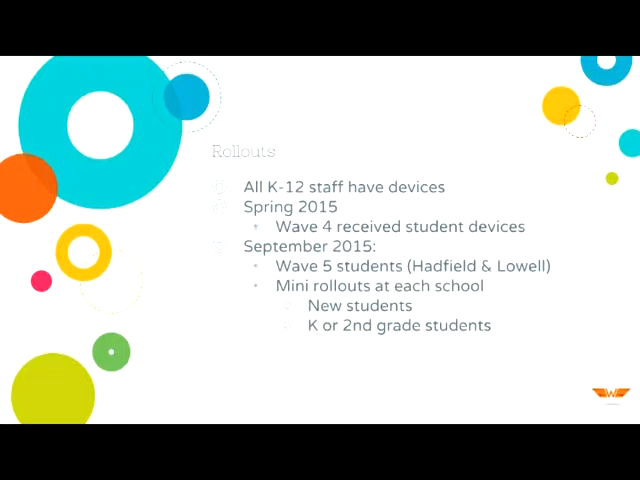 Rollouts
All K-12 staff have devices
Spring 2015
Wave 4 received student devices
September 2015:
Wave 5 students (Hadfield & Lowell)
Mini rollouts at each school
New students
K or 2nd grade students
W